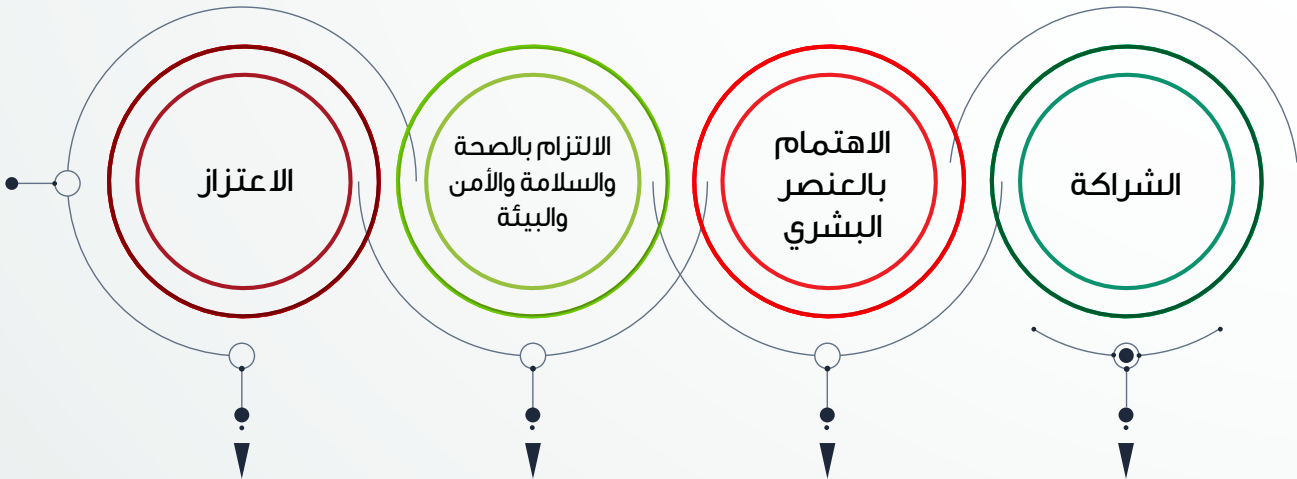 الشراكة
الاهتمام
بالعنصر
البشري
الالتزام بالصحة
والسلامة والأمن
والبيئة
الاعتزاز